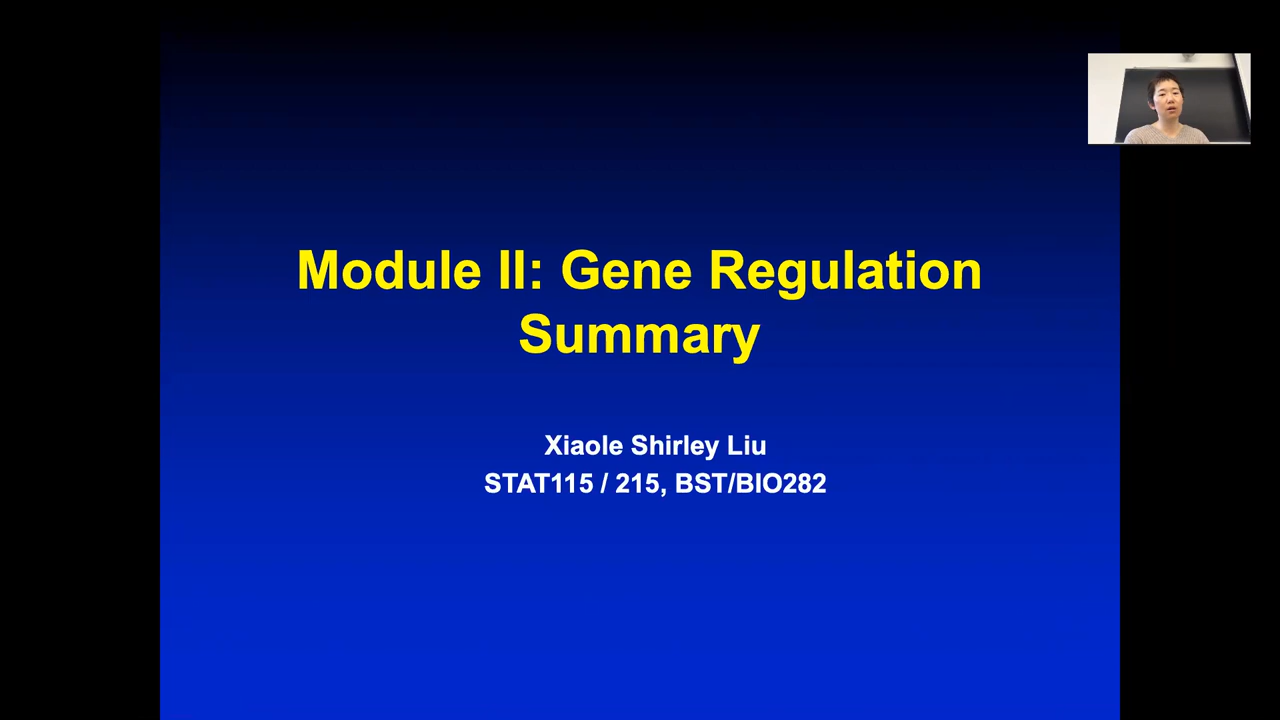 Module II: Gene Regulation
Summary
Xiaole Shirley Liu
STAT115 / 215, BST/BIO282